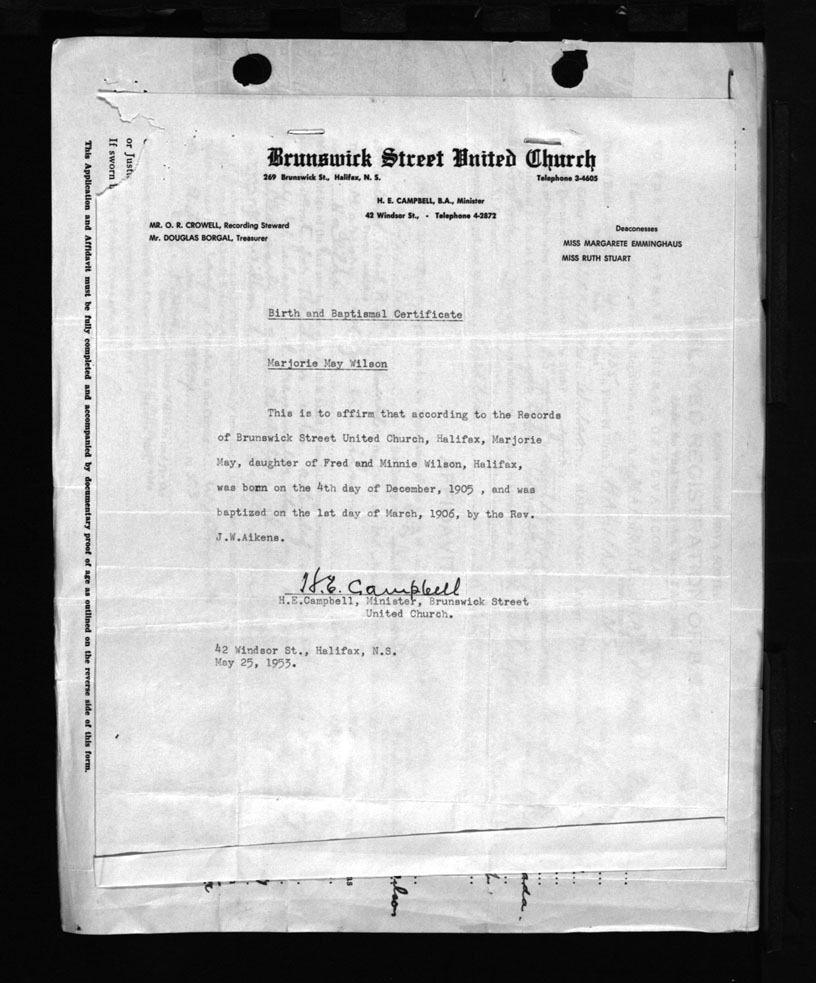 Brunswick Street United Church
269 Brunswick St., Halifax, N. S. Telephone 3-4605
H. E. CAMPBELL, B.A., Minister
42 Windsor St., - Telephone 4-2872
MR. O. R. CROWELL, Recording Steward
Mr. DOUGLAS BORGAL, Treasurer
Deaconesses
MISS MARGARETE EMMINGHAUS
MISS RUTH STUART
Birth and Baptismal Certificate
Marjorie May Wilson
This is to affirm that according to the Records
of Brunswick Street United Church, Halifax, Marjorie
May, daughter of Fred and Minnie Wilson, Halifax,
was born on the 4th day of December, 1905 , and was
baptized on the 1st day of March, 1906, by the Rev.
J.W.Aikens.
H.E. Campbell
H.E.Campbell, Minister, Brunswick Street
United Church.
42 Windsor St., Halifax, N.S.
May 25, 1953.
This Application and Affidavit must be fully completed and accompanied by documentary proof of age as outlined on the reverse side of this form.
or Justi
If sworn
ilson
ada.